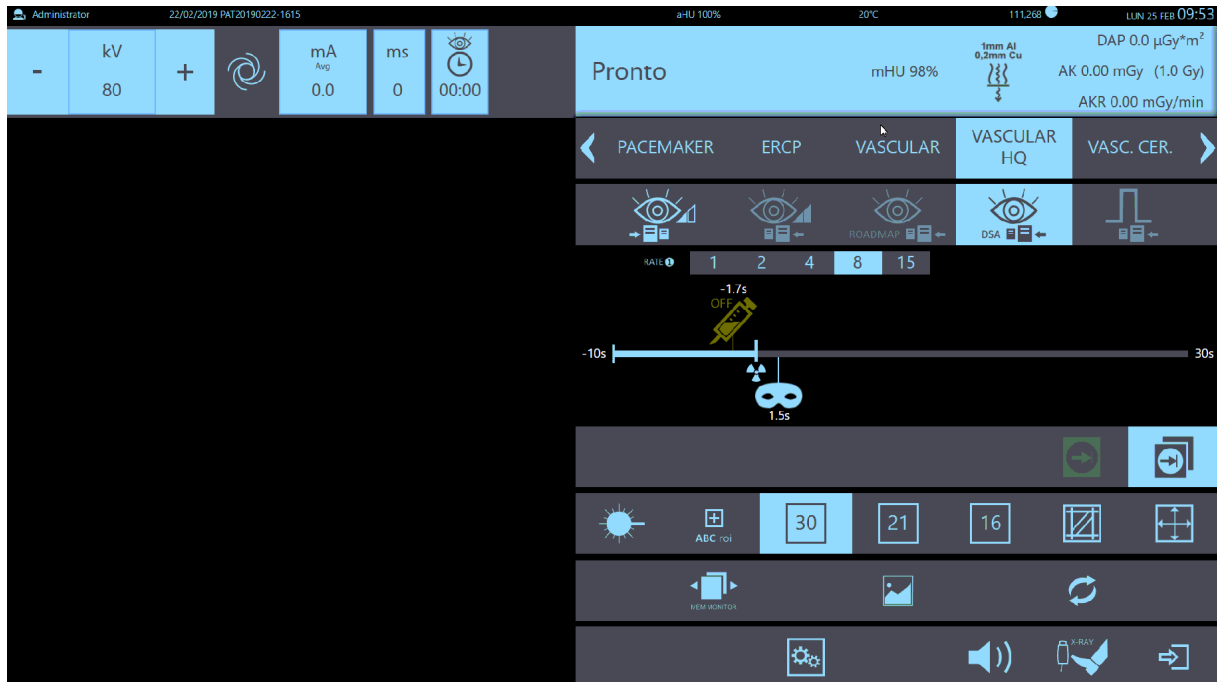 Administrator 22/02/2019 PAT20190222-1615 aHU 100% 20°C 111,268 LUN 25 FEB 09:53
- kV 80 +
mA
Avg
0.0
ms
0
00:00
Pronto
mHU 98%
1mm Al
0,2mm Cu
DAP 0.0 µGy*m²
AK 0.00 mGy (1.0 Gy)
AKR 0.00 mGy/min
PACEMAKER ERCP VASCULAR VASCULAR HQ VASC. CER.
ROADMAP DSA
RATE 1 1 2 4 8 15
-1.7s
OFF
-10s 30s
1.5s
ABC roi 30 21 16
MEM MONITOR
X-RAY